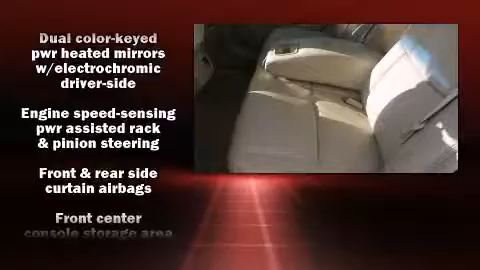 Dual color-keyed
pwr heated mirrors
w/electrochromic
driver-side
Engine speed-sensing
pwr assisted rack
& pinion steering
Front & rear side
curtain airbags
Front center
console storage area